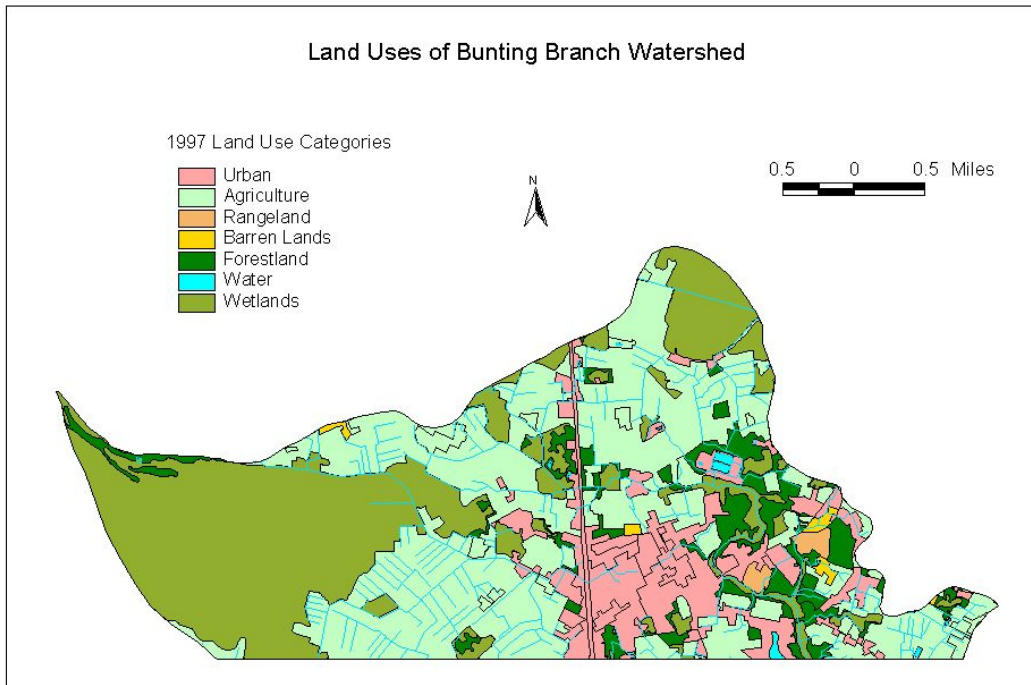 Land Uses of Bunting Branch Watershed
1997 Land Use Categories
Urban
Agriculture
Rangeland
Barren Lands
Forestland
Water
Wetlands
N
0.5 0 0.5 Miles